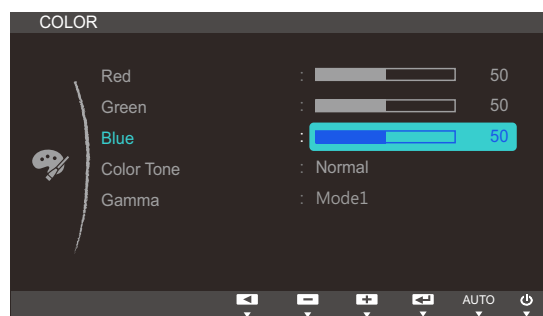 COLOR
Red : 50
Green : 50
Blue : 50
Color Tone : Normal
Gamma : Mode1
AUTO